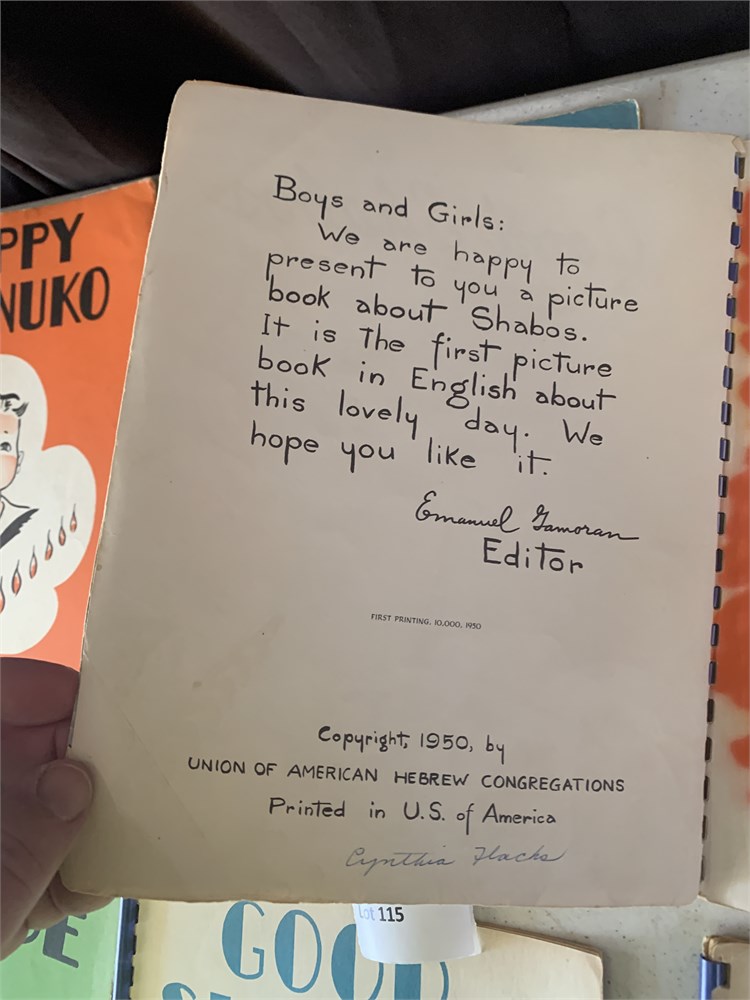 PPY
NUKO
Boys and Girls:
We are happy to
present to you a picture
book about Shabos.
It is the first picture
book in English about
this lovely day. We
hope you like it.
Emanuel Gamoran
Editor
FIRST PRINTING, 10,000, 1950
Copyright, 1950, by
UNION OF AMERICAN HEBREW CONGREGATIONS
Printed in U.S. of America
Cynthia Flachs
Lot 115
GOOD